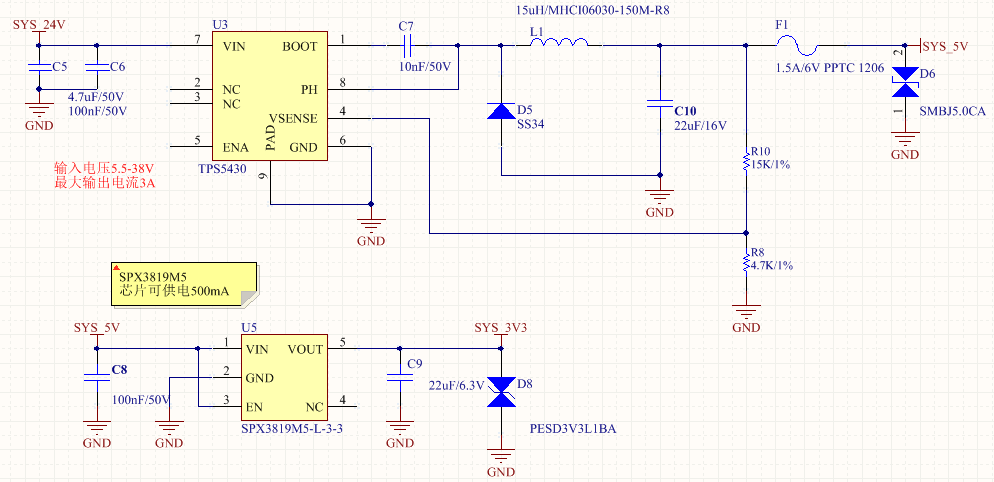 15uH/MHCI06030-150M-R8
SYS_24V
U3
C7
L1
F1
7
VIN
BOOT
1
SYS_5V
C5
C6
10nF/50V
1.5A/6V PPTC 1206
2
D6
2
NC
PH
8
3
NC
4.7uF/50V
100nF/50V
D5
SS34
C10
22uF/16V
SMBJ5.0CA
1
VSENSE
4
GND
5
ENA
PAD
GND
6
GND
输入电压5.5-38V
最大输出电流3A
TPS5430
9
R10
15K/1%
GND
GND
R8
4.7K/1%
SPX3819M5
芯片可供电500mA
GND
SYS_5V
U5
SYS_3V3
1
VIN
VOUT
5
C8
2
GND
C9
22uF/6.3V
D8
100nF/50V
3
EN
NC
4
SPX3819M5-L-3-3
PESD3V3L1BA
GND
GND
GND
GND